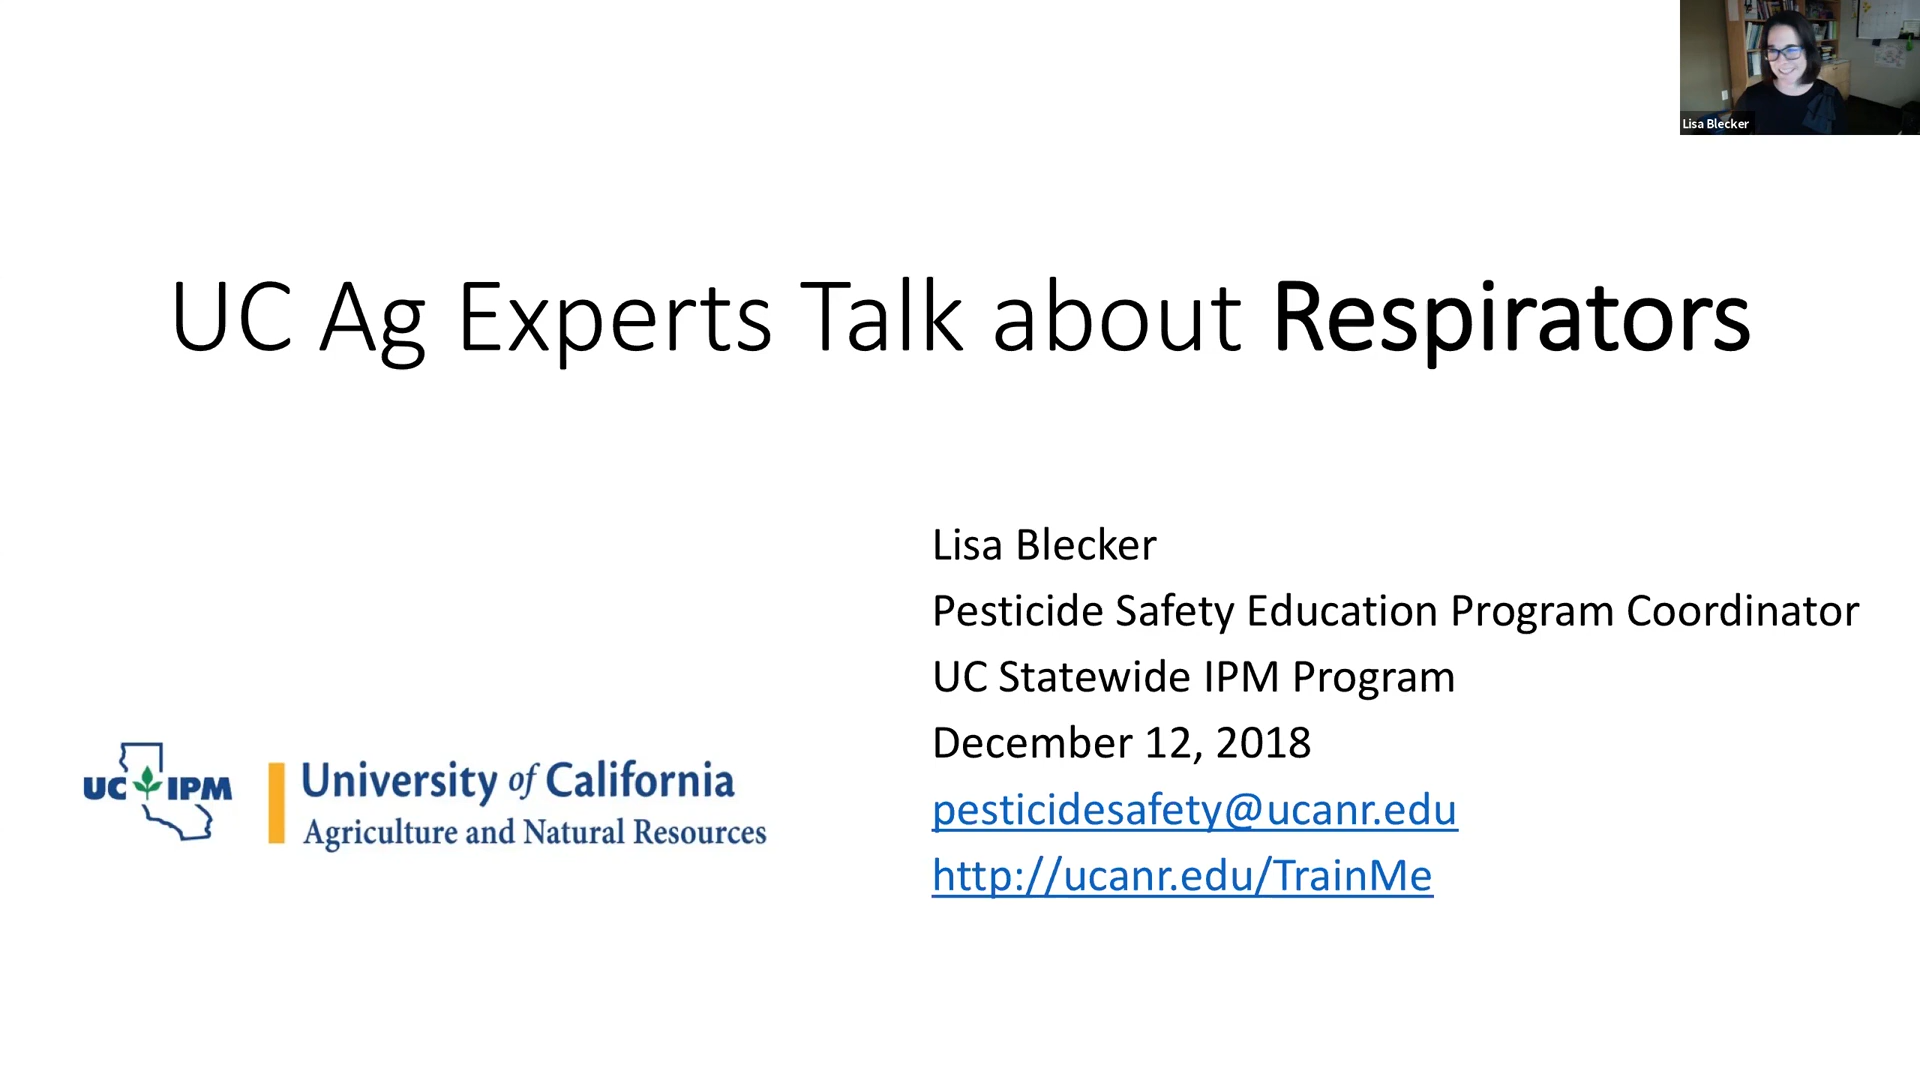 Lisa Blecker
UC Ag Experts Talk about Respirators
Lisa Blecker
Pesticide Safety Education Program Coordinator
UC Statewide IPM Program
December 12, 2018
pesticidesafety@ucanr.edu
http://ucanr.edu/TrainMe
UC IPM
University of California
Agriculture and Natural Resources